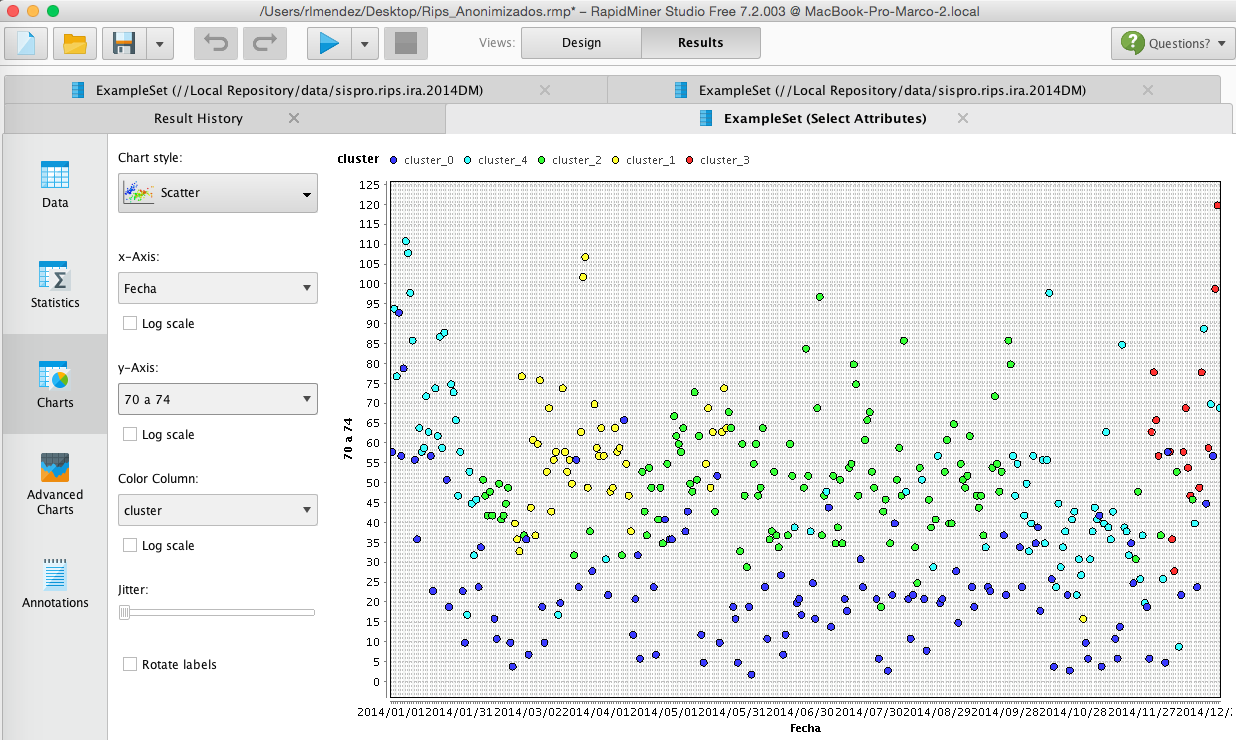 /Users/rlmendez/Desktop/Rips_Anonimizados.rmp* – RapidMiner Studio Free 7.2.003 @ MacBook-Pro-Marco-2.local
Views: Design Results Questions?
ExampleSet (//Local Repository/data/sispro.rips.ira.2014DM) ExampleSet (//Local Repository/data/sispro.rips.ira.2014DM)
Result History ExampleSet (Select Attributes)
Data
Statistics
Charts
Advanced
Charts
Annotations
Chart style:
Scatter
x-Axis:
Fecha
Log scale
y-Axis:
70 a 74
Log scale
Color Column:
cluster
Log scale
Jitter:
Rotate labels
cluster cluster_0 cluster_4 cluster_2 cluster_1 cluster_3
125
120
115
110
105
100
95
90
85
80
75
70
65
60
55
50
45
40
35
30
25
20
15
10
5
0
70 a 74
2014/01/01 2014/01/31 2014/03/02 2014/04/01 2014/05/01 2014/05/31 2014/06/30 2014/07/30 2014/08/29 2014/09/28 2014/10/28 2014/11/27 2014/12/
Fecha